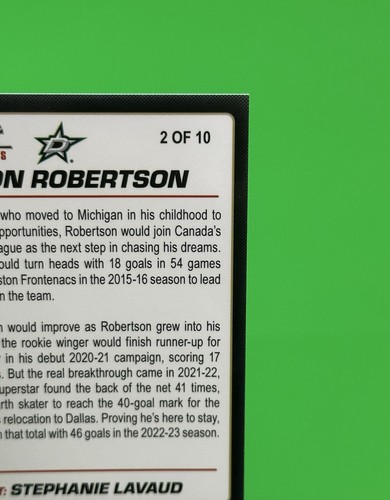 S
2 OF 10
ON ROBERTSON
who moved to Michigan in his childhood to
pportunities, Robertson would join Canada's
ague as the next step in chasing his dreams.
ould turn heads with 18 goals in 54 games
ston Frontenacs in the 2015-16 season to lead
n the team.
n would improve as Robertson grew into his
the rookie winger would finish runner-up for
in his debut 2020-21 campaign, scoring 17
. But the real breakthrough came in 2021-22,
uperstar found the back of the net 41 times,
rth skater to reach the 40-goal mark for the
relocation to Dallas. Proving he's here to stay,
n that total with 46 goals in the 2022-23 season.
T: STEPHANIE LAVAUD